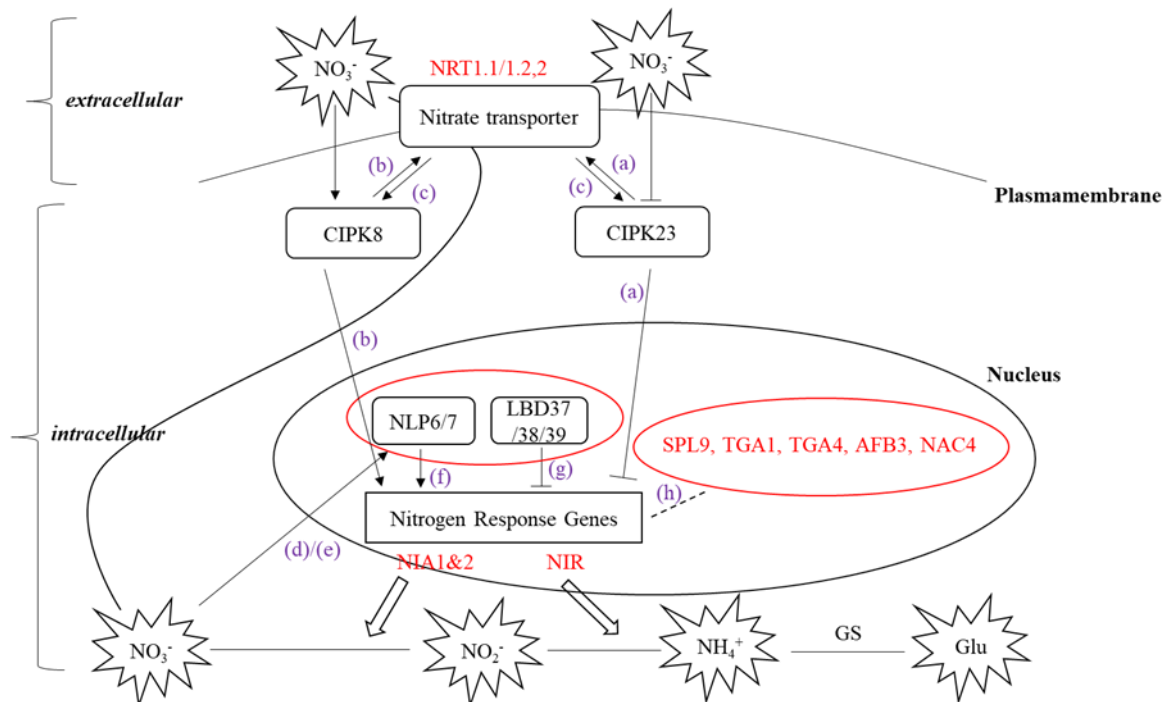 NO3-
NRT1.1/1.2,2
NO3-
extracellular
Nitrate transporter
(b)
(a)
(c)
(c)
Plasmamembrane
CIPK8
CIPK23
(a)
(b)
Nucleus
NLP6/7
LBD37
/38/39
SPL9, TGA1, TGA4, AFB3, NAC4
intracellular
(f)
(g)
(h)
Nitrogen Response Genes
(d)/(e)
NIA1&2
NIR
NO3-
NO2-
NH4+
GS
Glu